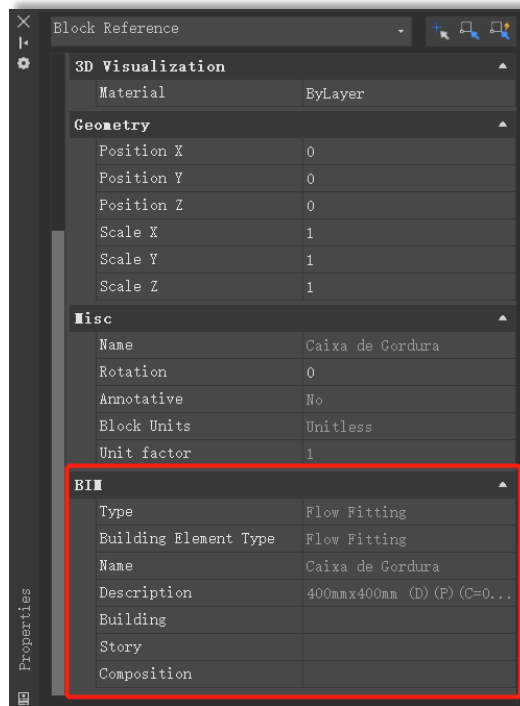 Block Reference
3D Visualization
Material ByLayer
Geometry
Position X 0
Position Y 0
Position Z 0
Scale X 1
Scale Y 1
Scale Z 1
Misc
Name Caixa de Gordura
Rotation 0
Annotative No
Block Units Unitless
Unit factor 1
BIM
Type Flow Fitting
Building Element Type Flow Fitting
Name Caixa de Gordura
Description 400mmx400mm (D)(P)(C=0...
Building
Story
Composition
Properties